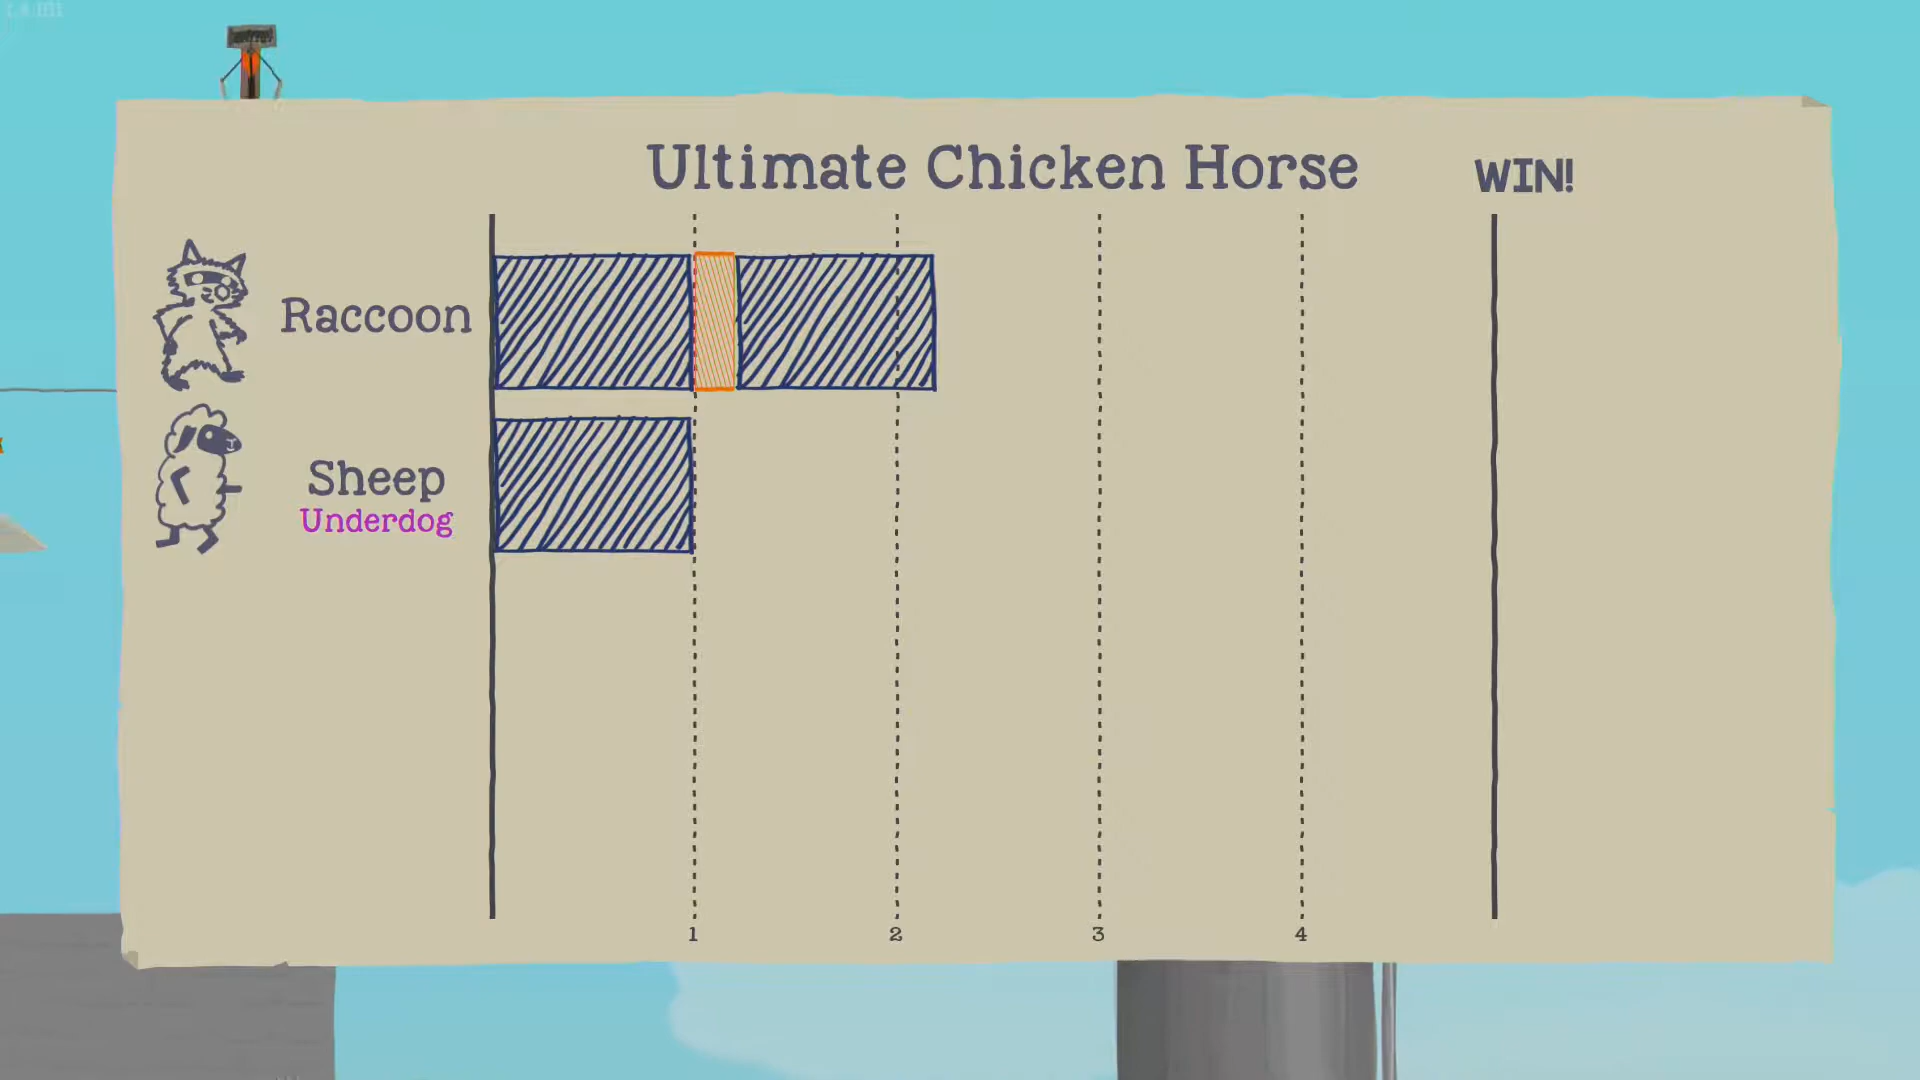 Ultimate Chicken Horse
WIN!
Raccoon
Sheep
Underdog
1 2 3 4